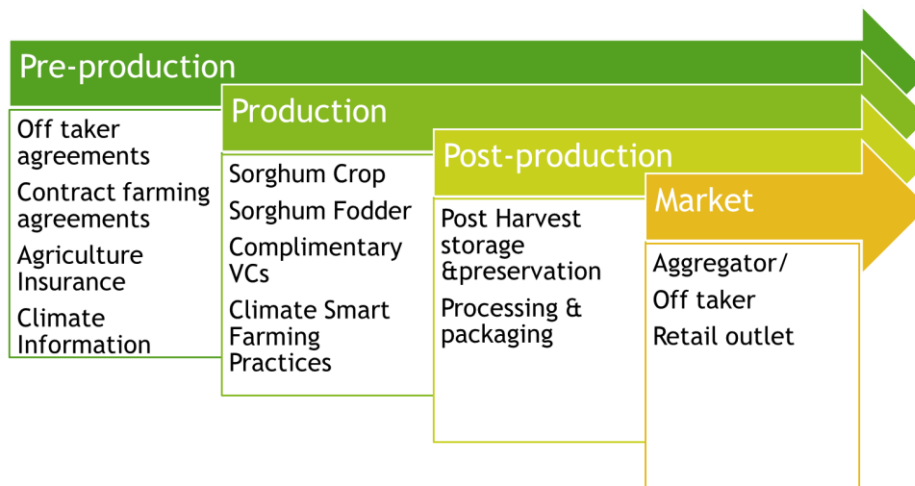 Pre-production
Off taker
agreements
Contract farming
agreements
Agriculture
Insurance
Climate
Information
Production
Sorghum Crop
Sorghum Fodder
Complimentary
VCs
Climate Smart
Farming
Practices
Post-production
Post Harvest
storage
&preservation
Processing &
packaging
Market
Aggregator/
Off taker
Retail outlet